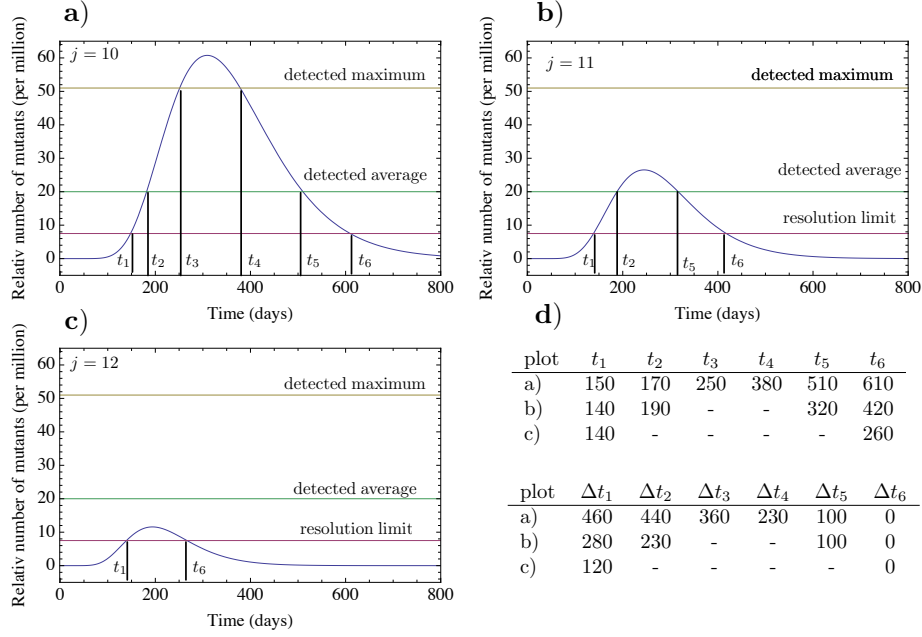 a)
Relativ number of mutants (per million)
60
50
40
30
20
10
0
j = 10
detected maximum
detected average
resolution limit
t1 t2 t3 t4 t5 t6
0 200 400 600 800
Time (days)
b)
Relativ number of mutants (per million)
60
50
40
30
20
10
0
j = 11
detected maximum
detected average
resolution limit
t1 t2 t5 t6
0 200 400 600 800
Time (days)
c)
Relativ number of mutants (per million)
60
50
40
30
20
10
0
j = 12
detected maximum
detected average
resolution limit
t1 t6
0 200 400 600 800
Time (days)
d)
plot t1 t2 t3 t4 t5 t6
a) 150 170 250 380 510 610
b) 140 190 - - 320 420
c) 140 - - - - 260
plot Δt1 Δt2 Δt3 Δt4 Δt5 Δt6
a) 460 440 360 230 100 0
b) 280 230 - - 100 0
c) 120 - - - - 0